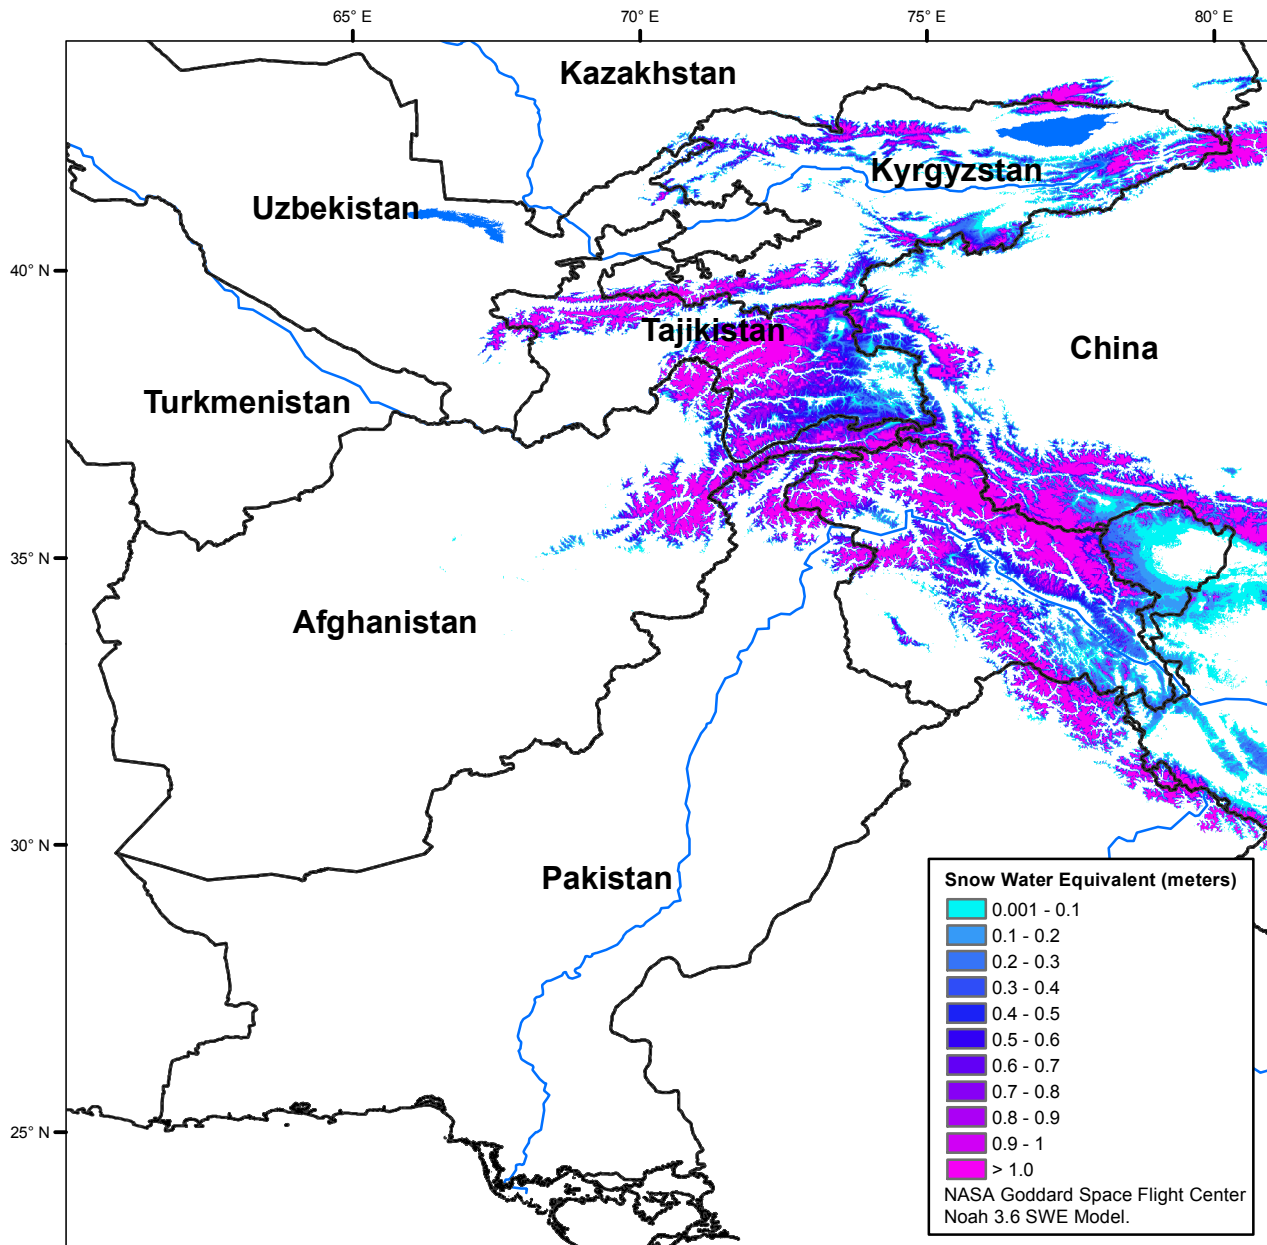 65° E
70° E
75° E
80° E
Kazakhstan
Kyrgyzstan
Uzbekistan
40° N
Tajikistan
China
Turkmenistan
35° N
Afghanistan
30° N
Pakistan
25° N
Snow Water Equivalent (meters)
0.001 - 0.1
0.1 - 0.2
0.2 - 0.3
0.3 - 0.4
0.4 - 0.5
0.5 - 0.6
0.6 - 0.7
0.7 - 0.8
0.8 - 0.9
0.9 - 1
> 1.0
NASA Goddard Space Flight Center
Noah 3.6 SWE Model.